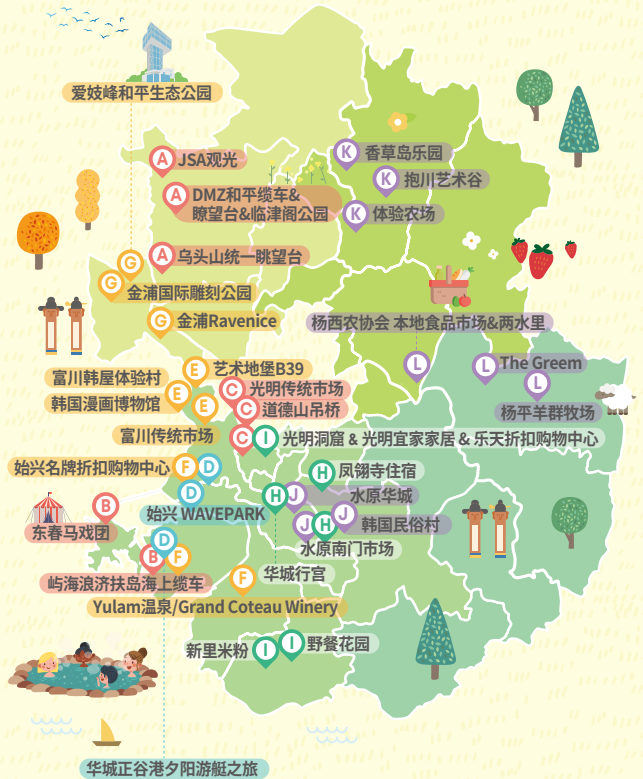 爱妓峰和平生态公园
A JSA观光
K 香草岛乐园
K 抱川艺术谷
A DMZ和平缆车&
瞭望台&临津阁公园
K 体验农场
A 乌头山统一眺望台
G
G 金浦国际雕刻公园
G 金浦Ravenice
杨西农协会 本地食品市场&两水里
L
L The Greem
L
杨平羊群牧场
E 艺术地堡B39
富川韩屋体验村
C 光明传统市场
E
韩国漫画博物馆
E
C 道德山吊桥
富川传统市场
C I 光明洞窟 & 光明宜家家居 & 乐天折扣购物中心
始兴名牌折扣购物中心 F D
H 凤翎寺住宿
D
H J 水原华城
B
始兴 WAVEPARK
J H J 韩国民俗村
东春马戏团
D
水原南门市场
B F
屿海浪济扶岛海上缆车
F 华城行宫
Yulam温泉/Grand Coteau Winery
新里米粉 I I 野餐花园
华城正谷港夕阳游艇之旅